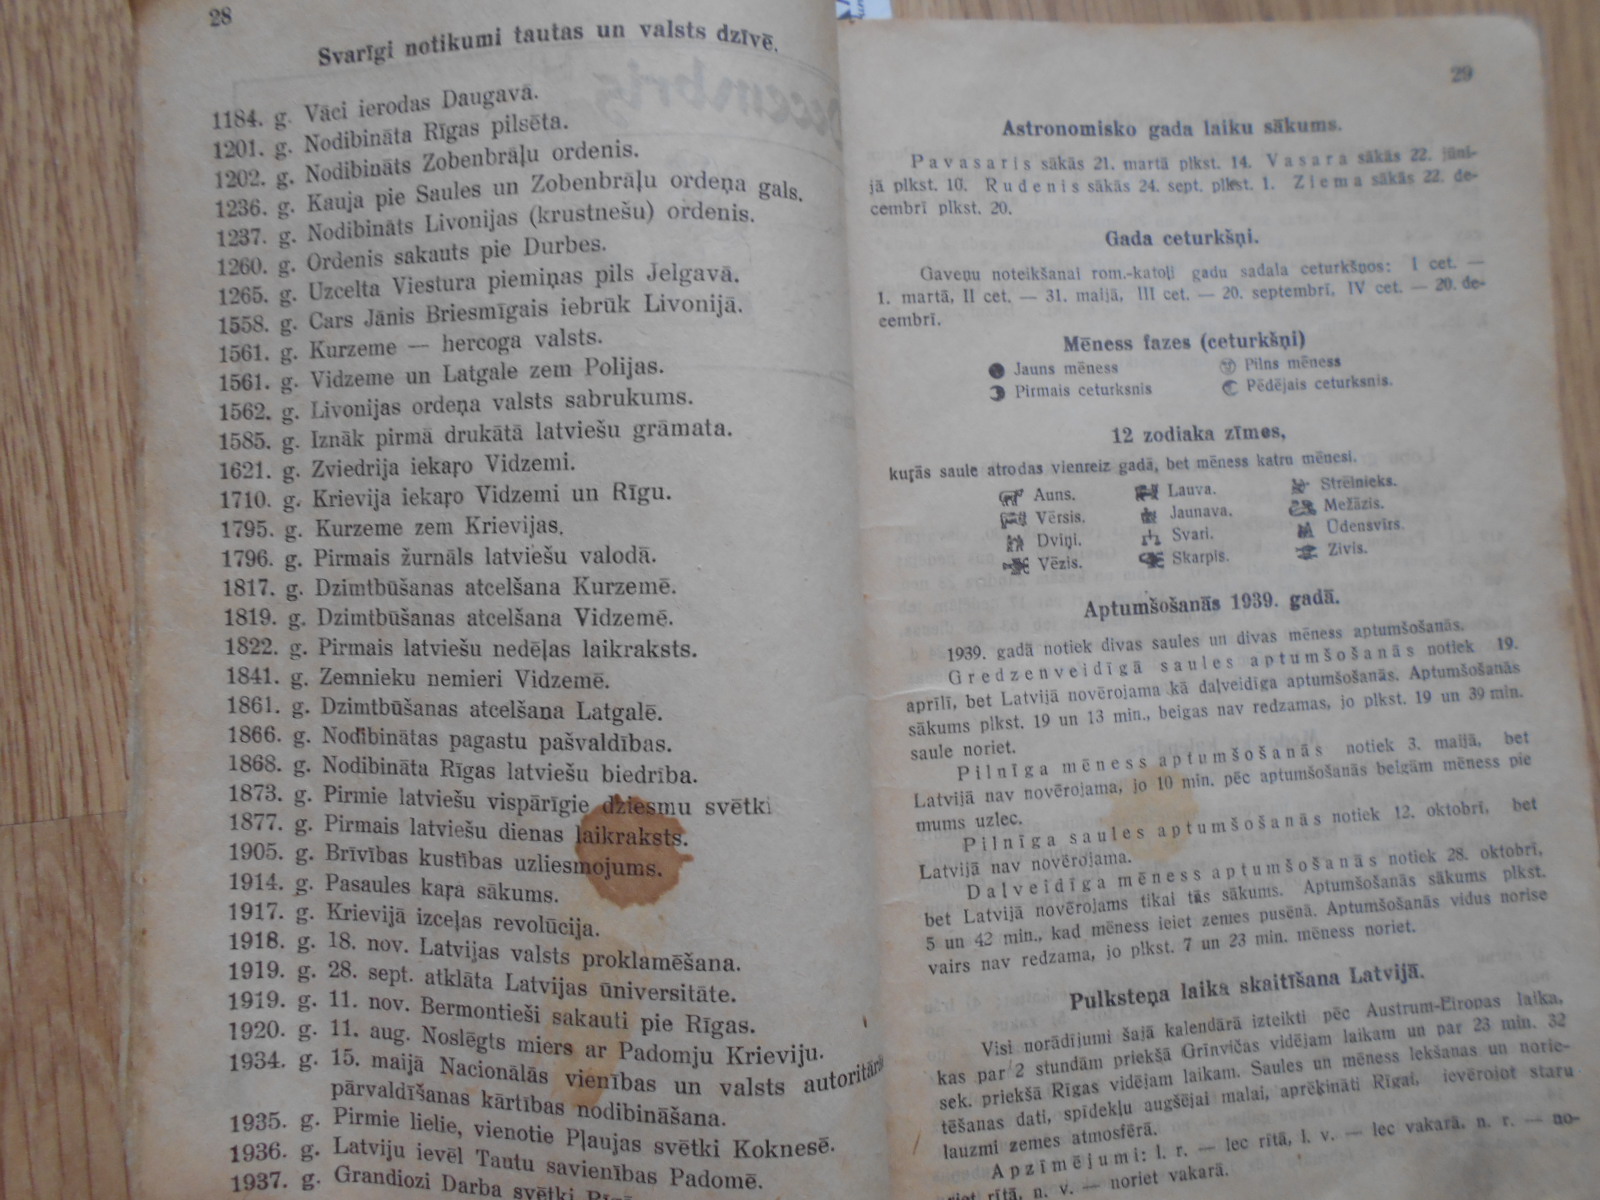 28
Svarīgi notikumi tautas un valsts dzīvē.
1184. g. Vāci ierodas Daugavā.
1201. g. Nodibināta Rīgas pilsēta.
1202. g. Nodibināts Zobenbrāļu ordenis.
1236. g. Kauja pie Saules un Zobenbrāļu ordeņa gals.
1237. g. Nodibināts Livonijas (krustnešu) ordenis.
1260. g. Ordenis sakauts pie Durbes.
1265. g. Uzcelta Viestura piemiņas pils Jelgavā.
1558. g. Cars Jānis Briesmīgais iebrūk Livonijā.
1561. g. Kurzeme — hercoga valsts.
1561. g. Vidzeme un Latgale zem Polijas.
1562. g. Livonijas ordeņa valsts sabrukums.
1585. g. Iznāk pirmā drukātā latviešu grāmata.
1621. g. Zviedrija iekaŗo Vidzemi.
1710. g. Krievija iekaŗo Vidzemi un Rīgu.
1795. g. Kurzeme zem Krievijas.
1796. g. Pirmais žurnāls latviešu valodā.
1817. g. Dzimtbūšanas atcelšana Kurzemē.
1819. g. Dzimtbūšanas atcelšana Vidzemē.
1822. g. Pirmais latviešu nedēļas laikraksts.
1841. g. Zemnieku nemieri Vidzemē.
1861. g. Dzimtbūšanas atcelšana Latgalē.
1866. g. Nodibinātas pagastu pašvaldības.
1868. g. Nodibināta Rīgas latviešu biedrība.
1873. g. Pirmie latviešu vispārīgie dziesmu svētki
1877. g. Pirmais latviešu dienas laikraksts.
1905. g. Brīvības kustības uzliesmojums.
1914. g. Pasaules kaŗa sākums.
1917. g. Krievijā izceļas revolūcija.
1918. g. 18. nov. Latvijas valsts proklamēšana.
1919. g. 28. sept. atklāta Latvijas ūniversitāte.
1919. g. 11. nov. Bermontieši sakauti pie Rīgas.
1920. g. 11. aug. Noslēgts miers ar Padomju Krieviju.
1934. g. 15. maijā Nacionālās vienības un valsts
pārvaldīšanas kārtības nodibināšana.
1935. g. Pirmie lielie, vienotie Pļaujas svētki Koknesē.
1936. g. Latviju ievēl Tautu savienības Padomē.
1937. g. Grandiozi Darba svētki
29
Astronomisko gada laiku sākums.
Pavasaris sākās 21. martā plkst. 14. Vasara sākās 22. jūni-
jā plkst. 10. Rudenis sākās 24. sept. plkst. 1. Ziema sākās 22. de-
cembrī plkst. 20.
Gada ceturkšņi.
Gaveņu noteikšanai rom.-katoļi gadu sadala ceturkšņos: I cet. —
1. martā, II cet. — 31. maijā, III cet. — 20. septembrī, IV cet. — 20. de-
cembrī.
Mēness fazes (ceturkšņi)
Jauns mēness
Pilns mēness
Pirmais ceturksnis
Pēdējais ceturksnis.
12 zodiaka zīmes,
kuŗās saule atrodas vienreiz gadā, bet mēness katru mēnesi.
Auns. Lauva. Strēlnieks.
Vērsis. Jaunava. Mežāzis.
Dviņi. Svari. Ūdensvīrs.
Vēzis. Skarpis. Zivis.
Aptumšošanās 1939. gadā.
1939. gadā notiek divas saules un divas mēness aptumšošanās.
Gredzenveidīgā saules aptumšošanās notiek 19.
aprīlī, bet Latvijā novērojama kā daļveidīga aptumšošanās. Aptumšošanās
sākums plkst. 19 un 13 min., beigas nav redzamas, jo plkst. 19 un 39 min.
saule noriet.
Pilnīga mēness aptumšošanās notiek 3. maijā, bet
Latvijā nav novērojama, jo 10 min. pēc aptumšošanās beigām mēness pie
mums uzlec.
Pilnīga saules aptumšošanās notiek 12. oktobrī, bet
Latvijā nav novērojama.
Daļveidīga mēness aptumšošanās notiek 28. oktobrī,
bet Latvijā novērojams tikai tās sākums. Aptumšošanās sākums plkst.
5 un 42 min., kad mēness ieiet zemes pusēnā. Aptumšošanās vidus norise
vairs nav redzama, jo plkst. 7 un 23 min. mēness noriet.
Pulksteņa laika skaitīšana Latvijā.
Visi norādījumi šajā kalendārā izteikti pēc Austrum-Eiropas laika,
kas par 2 stundām priekšā Grīnvičas vidējam laikam un par 23 min. 32
sek. priekšā Rīgas vidējam laikam. Saules un mēness lekšanas un norie-
tēšanas dati, spīdekļu augšējai malai, aprēķināti Rīgai, ievērojot staru
lauzmi zemes atmosfērā.
Apzīmējumi: l. r. — lec rītā, l. v. — lec vakarā, n. r. — no-
riet rītā, n. v. — noriet vakarā.